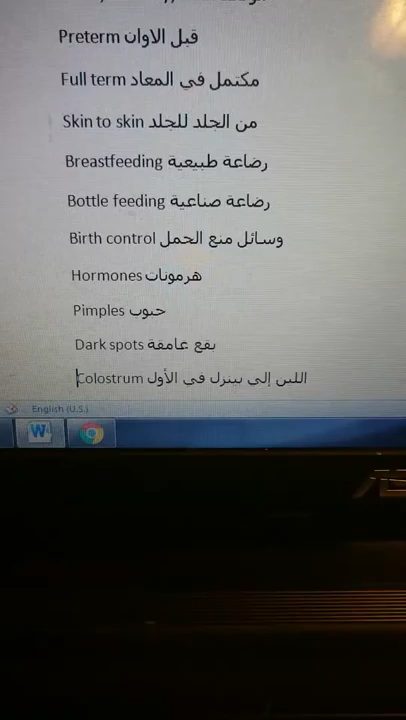 Preterm قبل الاوان
Full term مكتمل في المعاد
Skin to skin من الجلد للجلد
Breastfeeding رضاعة طبيعية
Bottle feeding رضاعة صناعية
Birth control وسائل منع الحمل
Hormones هرمونات
Pimples حبوب
Dark spots بقع غامقة
Colostrum اللبن إلي بينزل في الأول
English (U.S.)